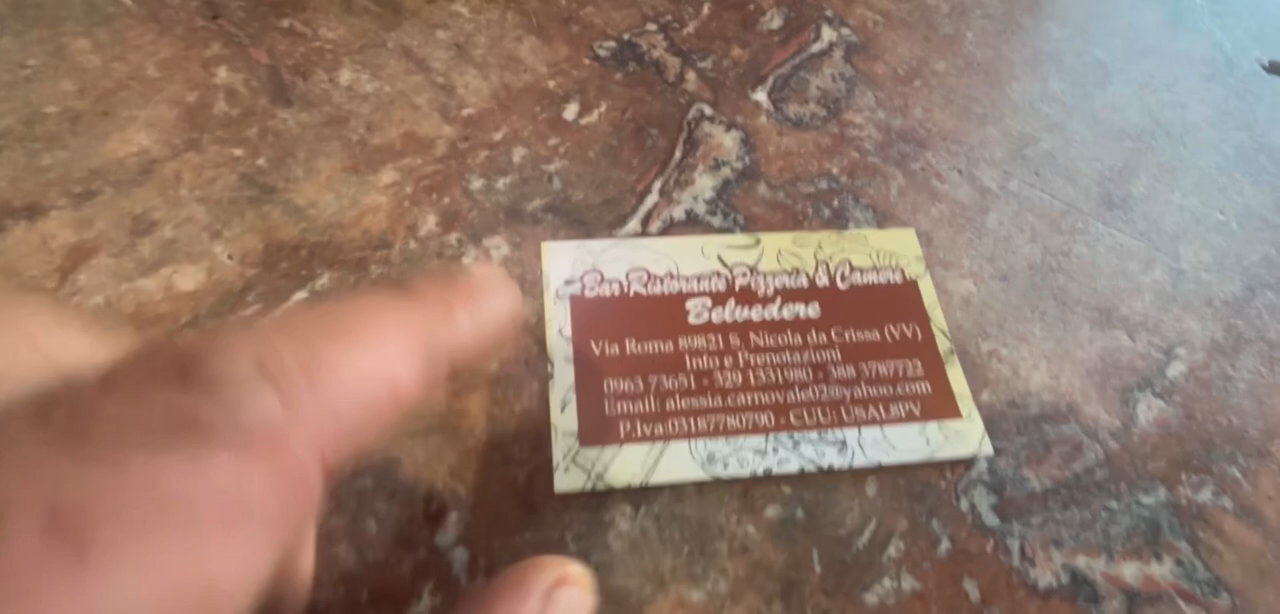 Bar Ristorante Pizzeria & Camere
Belvedere
Via Roma 89821 S. Nicola da Crissa (VV)
Info e Prenotazioni
0963 73651 - 329 1331980 - 388 3787722
Email: alessia.carnovale02@yahoo.com
P.Iva:03187780790 - CUU: USAL8PV